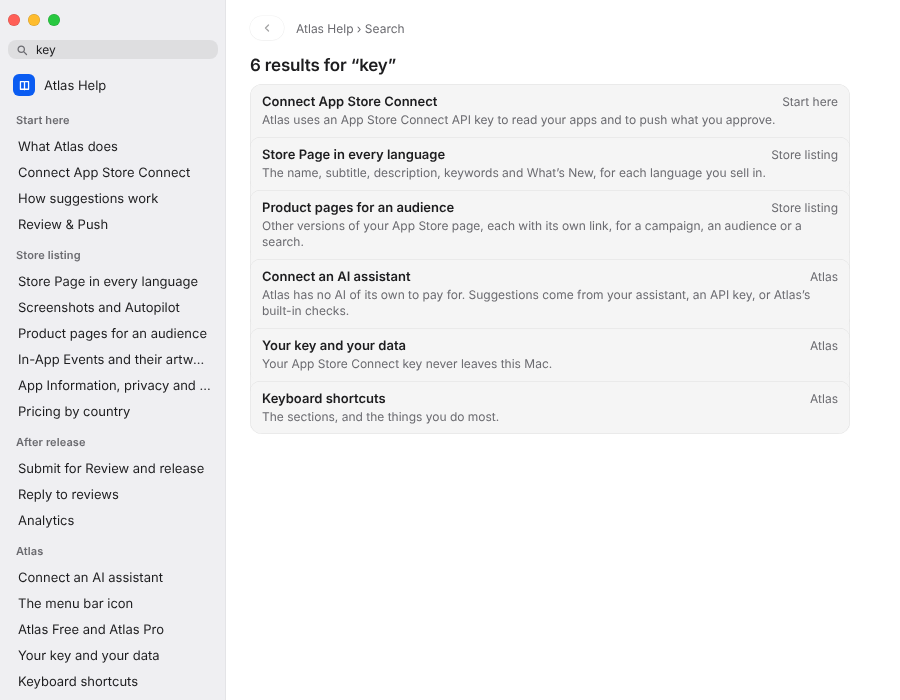 key
Atlas Help
Start here
What Atlas does
Connect App Store Connect
How suggestions work
Review & Push
Store listing
Store Page in every language
Screenshots and Autopilot
Product pages for an audience
In-App Events and their artw...
App Information, privacy and ...
Pricing by country
After release
Submit for Review and release
Reply to reviews
Analytics
Atlas
Connect an AI assistant
The menu bar icon
Atlas Free and Atlas Pro
Your key and your data
Keyboard shortcuts
Atlas Help › Search
6 results for “key”
Connect App Store Connect Start here
Atlas uses an App Store Connect API key to read your apps and to push what you approve.
Store Page in every language Store listing
The name, subtitle, description, keywords and What’s New, for each language you sell in.
Product pages for an audience Store listing
Other versions of your App Store page, each with its own link, for a campaign, an audience or a
search.
Connect an AI assistant Atlas
Atlas has no AI of its own to pay for. Suggestions come from your assistant, an API key, or Atlas’s
built-in checks.
Your key and your data Atlas
Your App Store Connect key never leaves this Mac.
Keyboard shortcuts Atlas
The sections, and the things you do most.